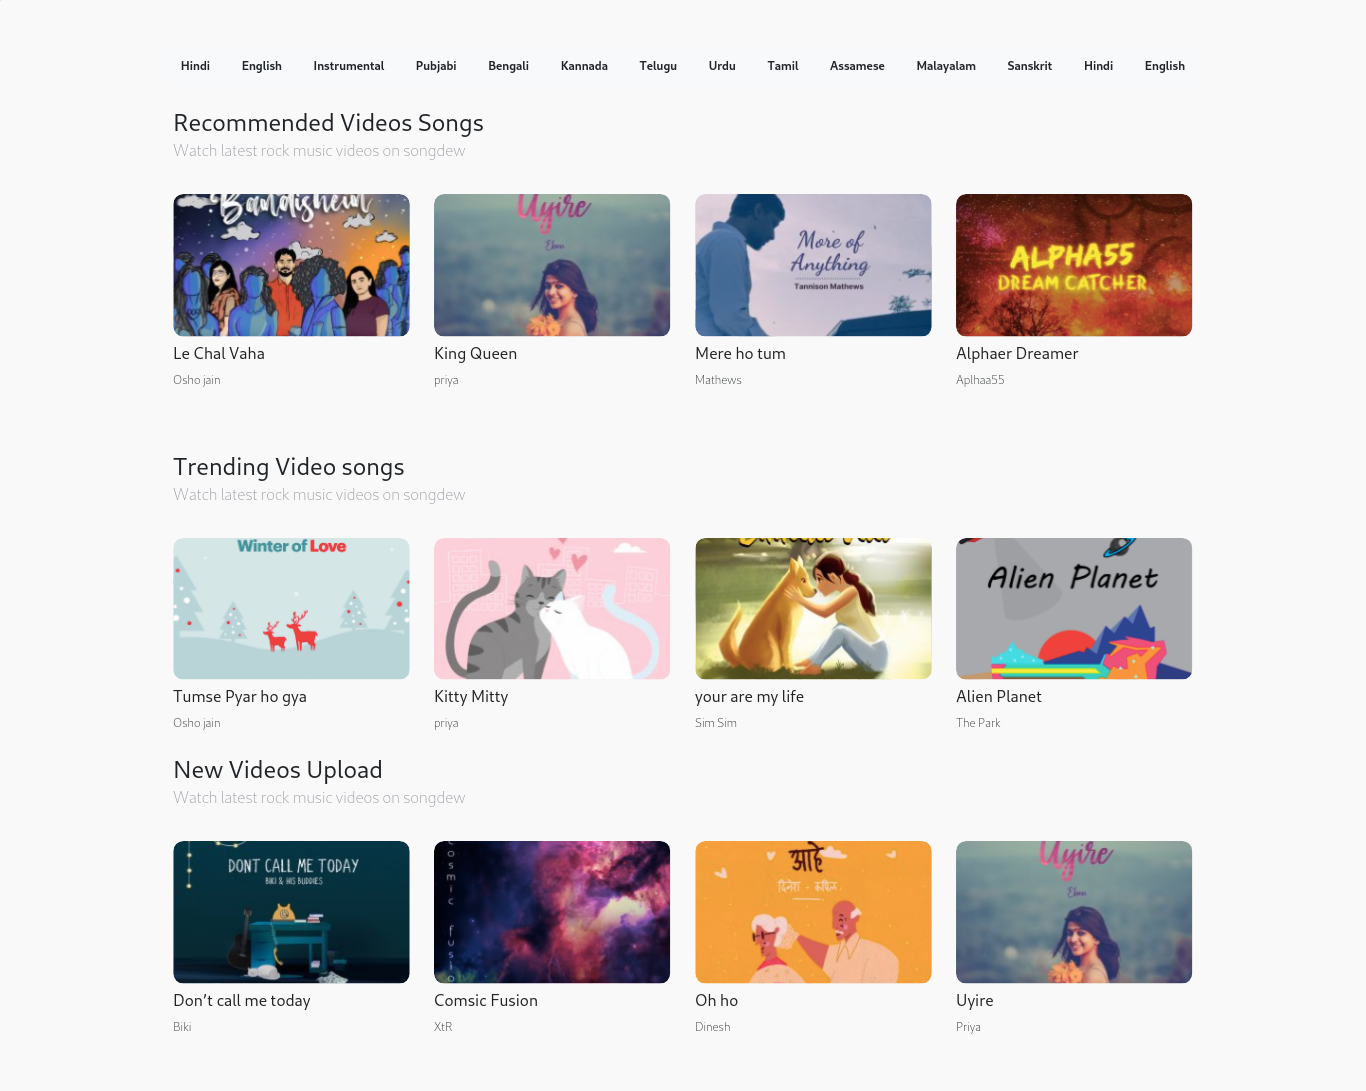 Hindi English Instrumental Pubjabi Bengali Kannada Telugu Urdu Tamil Assamese Malayalam Sanskrit Hindi English
Recommended Videos Songs
Watch latest rock music videos on songdew
Bandishein
Uyire
More of
Anything
Tannison Mathews
ALPHA55
DREAM CATCHER
Le Chal Vaha
King Queen
Mere ho tum
Alphaer Dreamer
Osho jain
priya
Mathews
Aplhaa55
Trending Video songs
Watch latest rock music videos on songdew
Winter of Love
Alien Planet
Tumse Pyar ho gya
Kitty Mitty
your are my life
Alien Planet
Osho jain
priya
Sim Sim
The Park
New Videos Upload
Watch latest rock music videos on songdew
DONT CALL ME TODAY
BIKI & HIS BUDDIES
cosmic fusio
आहे
दिनेश - कपिल
Uyire
Don’t call me today
Comsic Fusion
Oh ho
Uyire
Biki
XtR
Dinesh
Priya